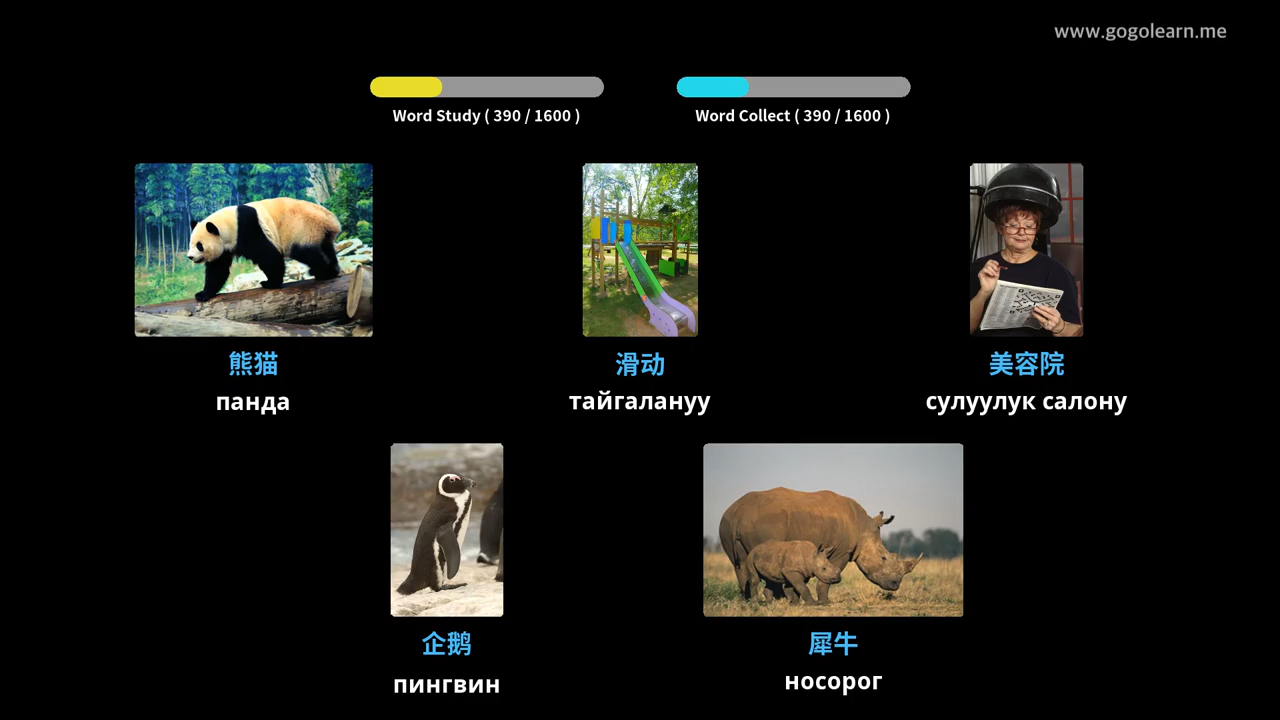 www.gogolearn.me
Word Study ( 390 / 1600 )
Word Collect ( 390 / 1600 )
熊猫
панда
滑动
тайгалануу
美容院
сулуулук салону
企鹅
пингвин
犀牛
носорог